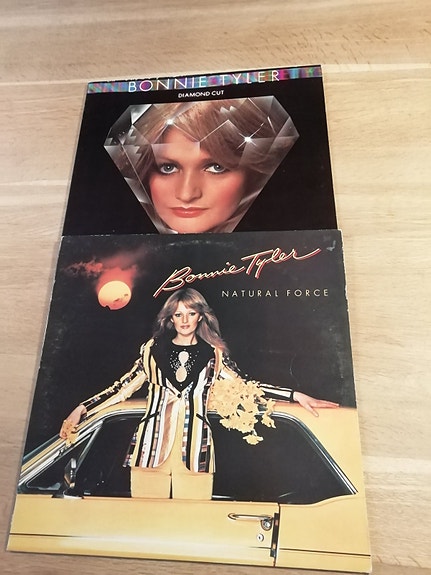 BONNIE TYLER
DIAMOND CUT
Bonnie Tyler
NATURAL FORCE